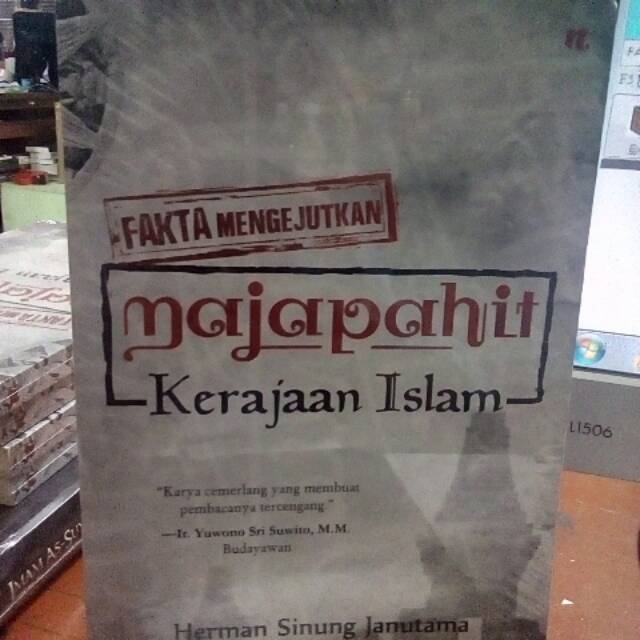 FAKTA MENGEJUTKAN
majapahit
Kerajaan Islam
"Karya cemerlang yang membuat
pembacanya tercengang"
—Ir. Yuwono Sri Suwito, M.M.
Budayawan
Herman Sinung Janutama
LI506